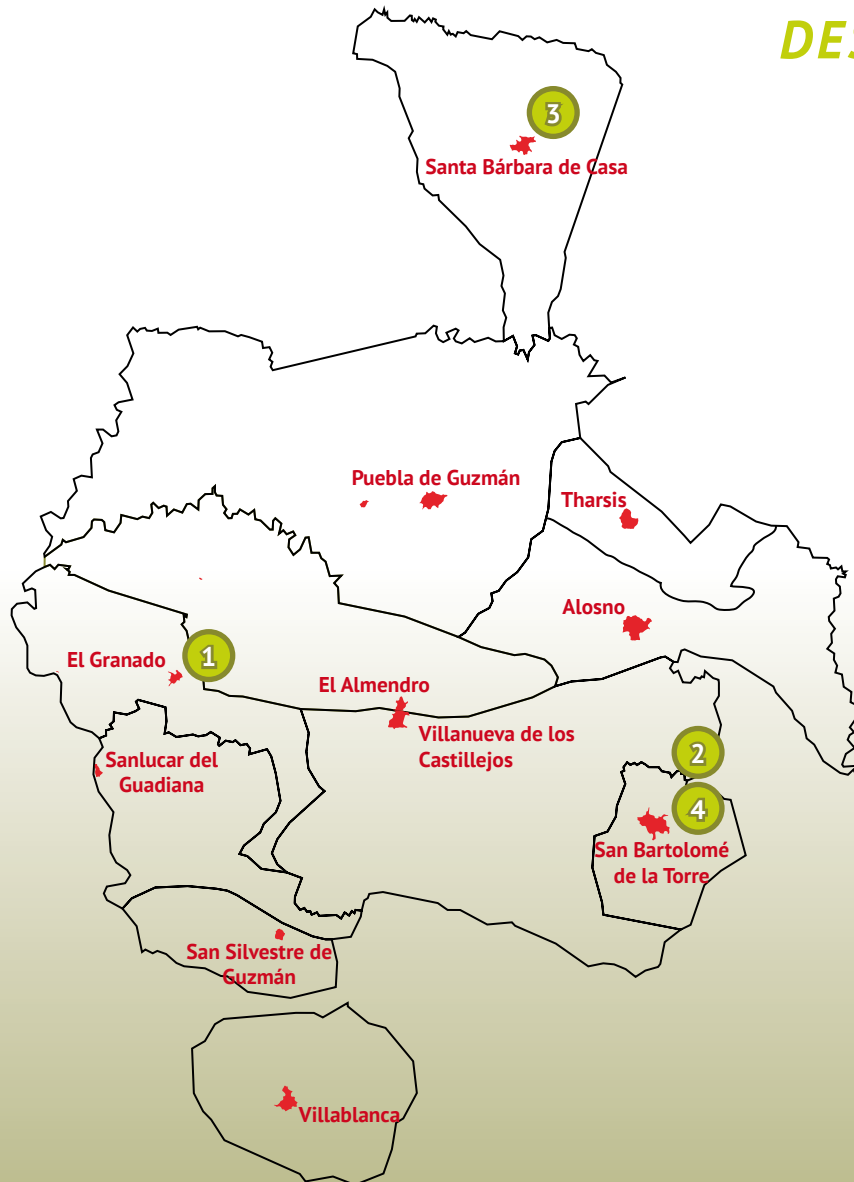 DES
3
Santa Bárbara de Casa
Puebla de Guzmán
Tharsis
Alosno
El Granado
1
El Almendro
Villanueva de los
Castillejos
Sanlucar del
Guadiana
2
4
San Bartolomé
de la Torre
San Silvestre de
Guzmán
Villablanca